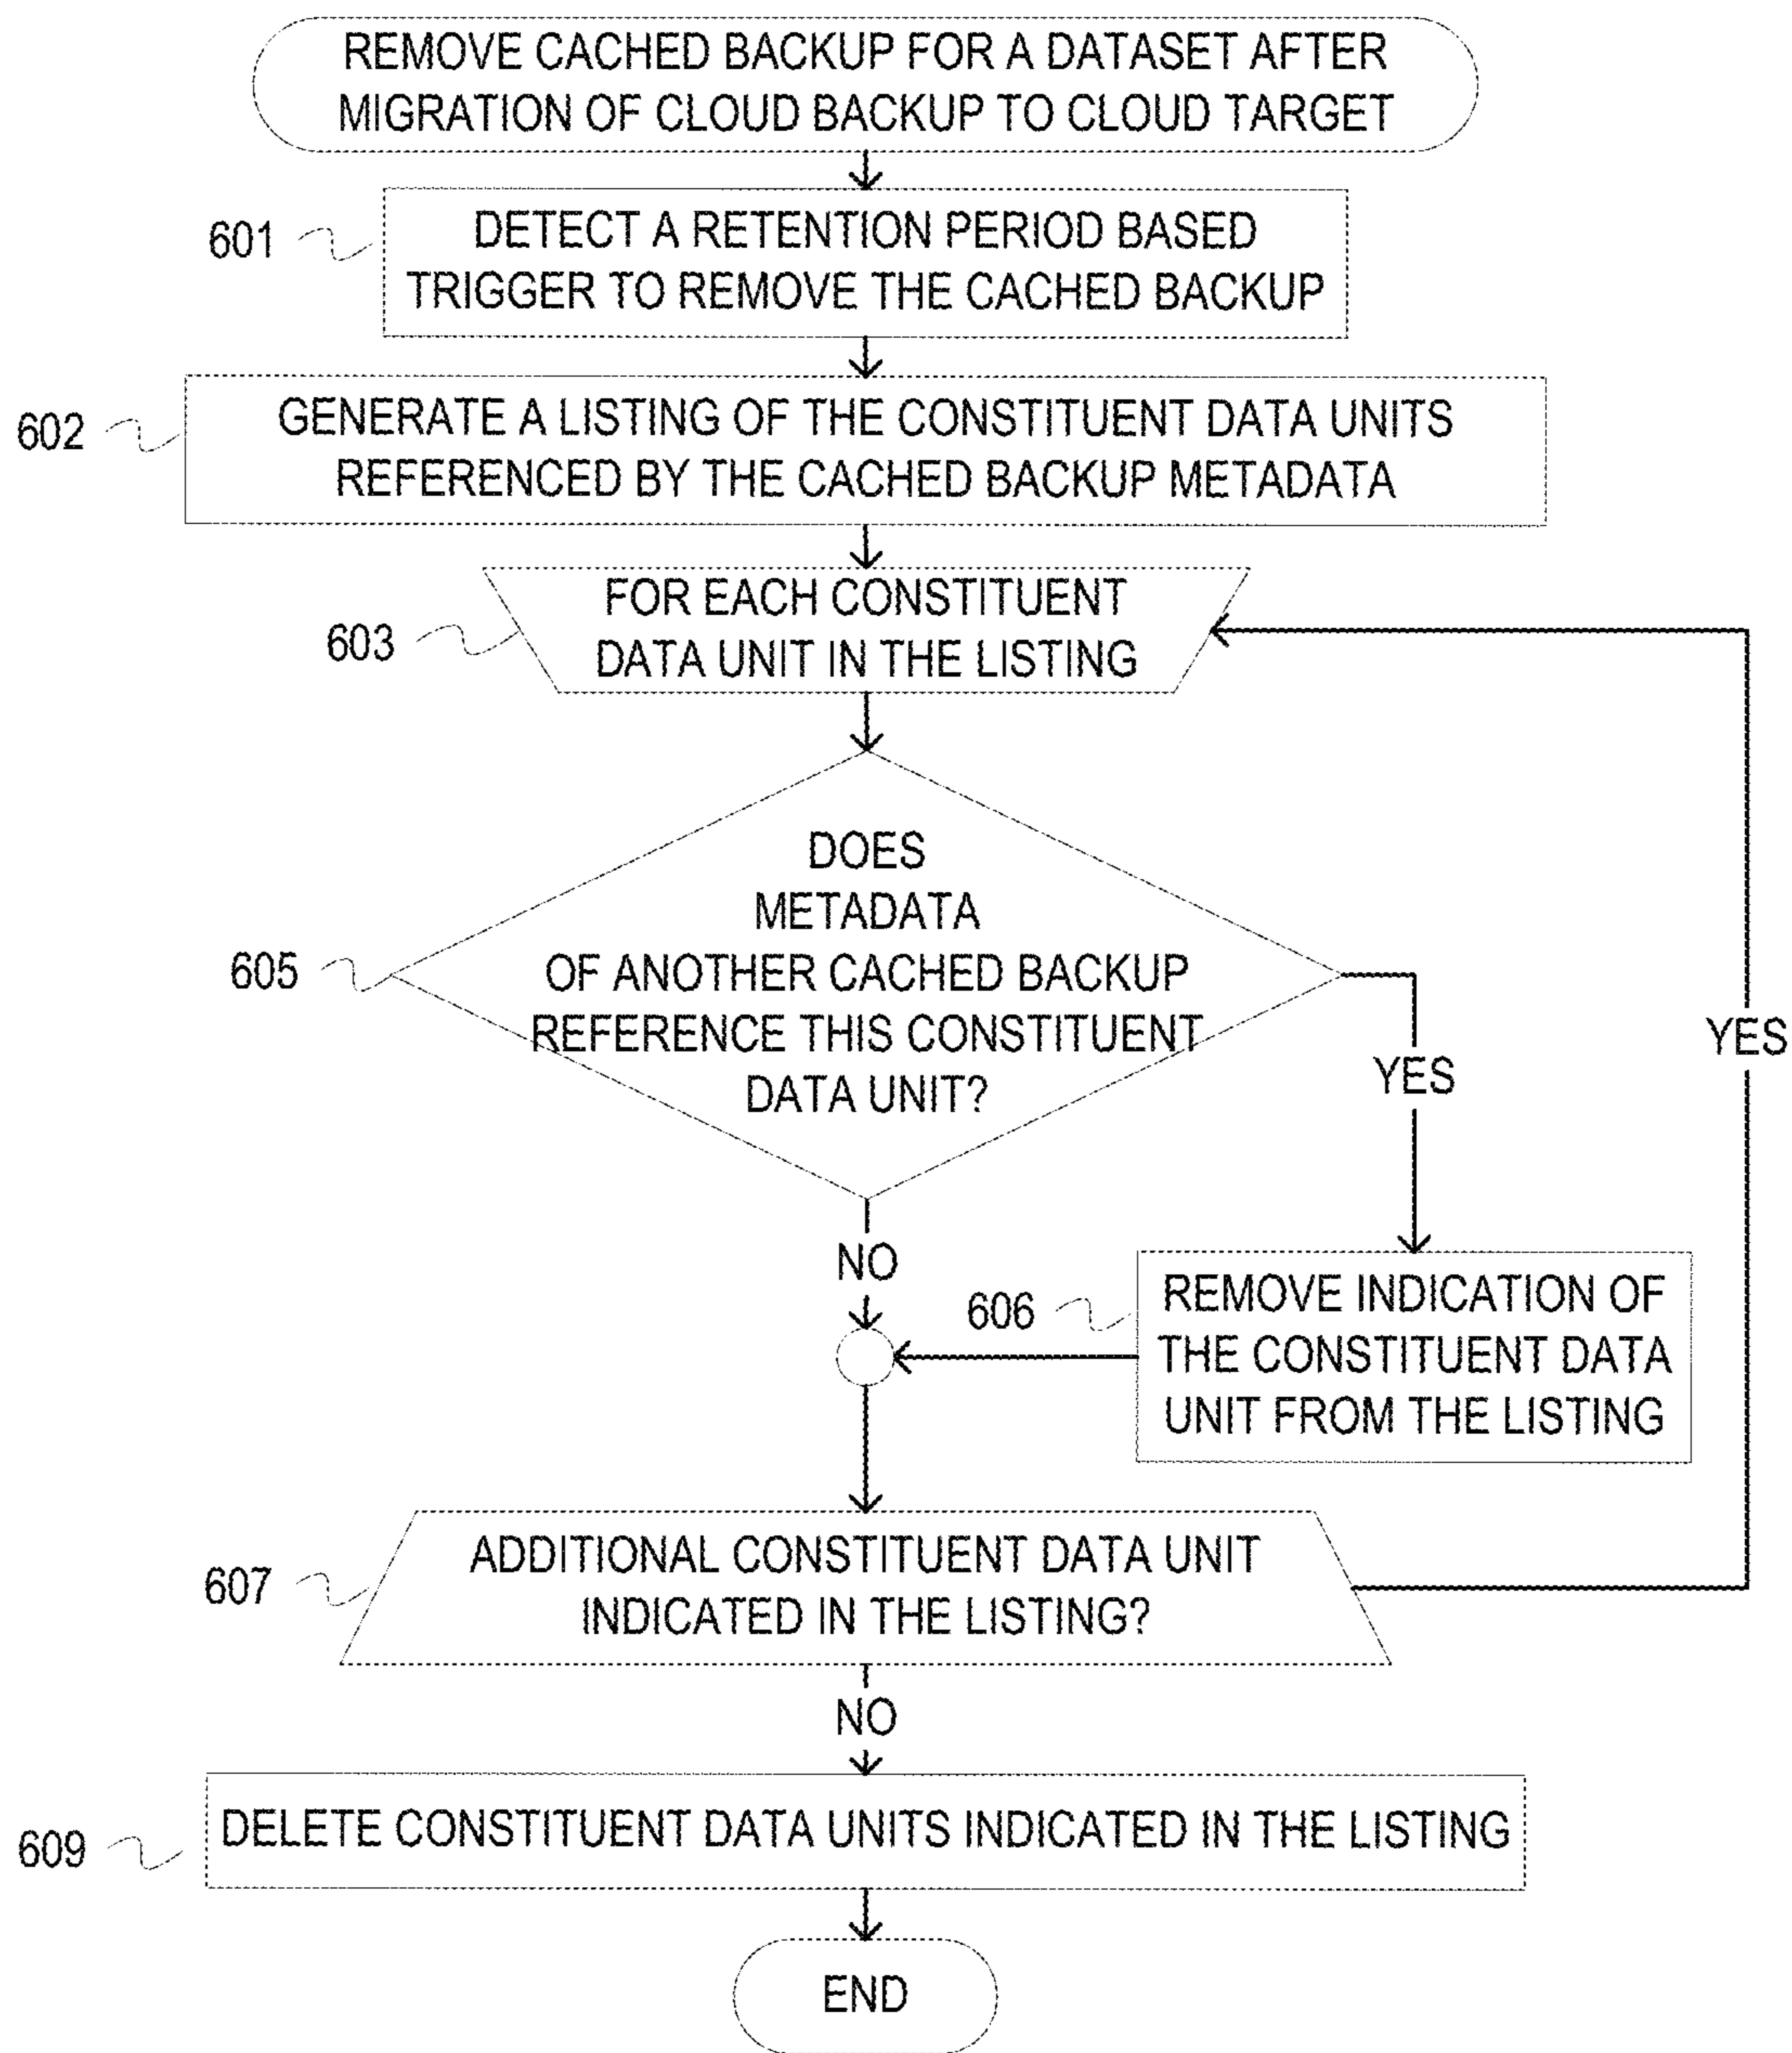 REMOVE CACHED BACKUP FOR A DATASET AFTER
MIGRATION OF CLOUD BACKUP TO CLOUD TARGET
601
DETECT A RETENTION PERIOD BASED
TRIGGER TO REMOVE THE CACHED BACKUP
602
GENERATE A LISTING OF THE CONSTITUENT DATA UNITS
REFERENCED BY THE CACHED BACKUP METADATA
603
FOR EACH CONSTITUENT
DATA UNIT IN THE LISTING
605
DOES
METADATA
OF ANOTHER CACHED BACKUP
REFERENCE THIS CONSTITUENT
DATA UNIT?
YES
YES
NO
606
REMOVE INDICATION OF
THE CONSTITUENT DATA
UNIT FROM THE LISTING
607
ADDITIONAL CONSTITUENT DATA UNIT
INDICATED IN THE LISTING?
NO
609
DELETE CONSTITUENT DATA UNITS INDICATED IN THE LISTING
END